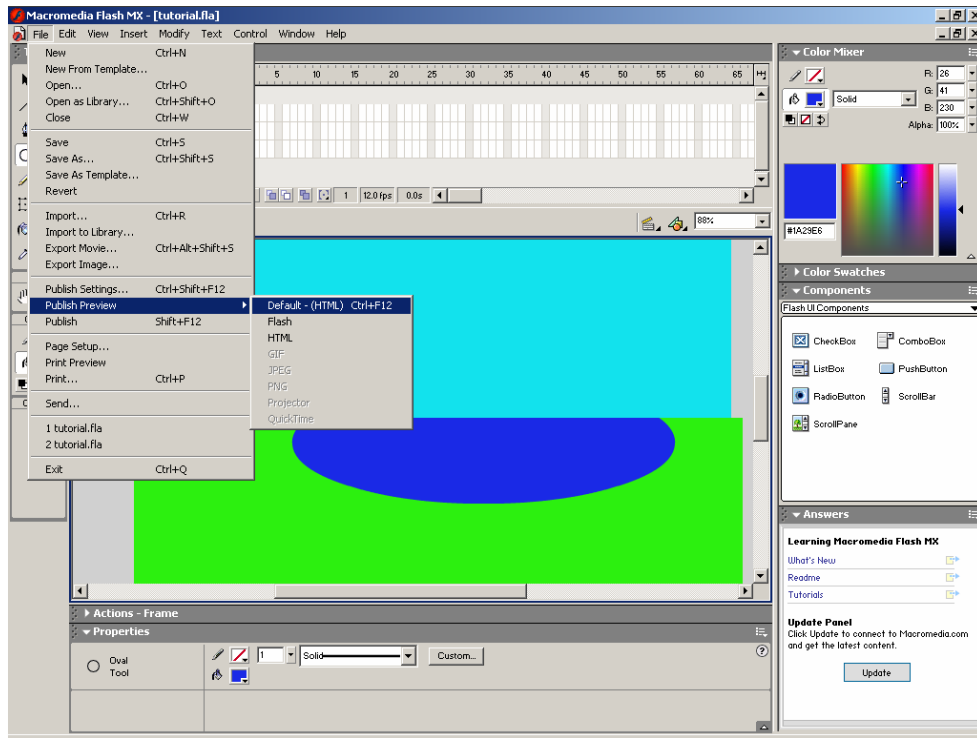 Macromedia Flash MX - [tutorial.fla]
File Edit View Insert Modify Text Control Window Help
New Ctrl+N
New From Template...
Open... Ctrl+O
Open as Library... Ctrl+Shift+O
Close Ctrl+W
Save Ctrl+S
Save As... Ctrl+Shift+S
Save As Template...
Revert
Import... Ctrl+R
Import to Library...
Export Movie... Ctrl+Alt+Shift+S
Export Image...
Publish Settings... Ctrl+Shift+F12
Publish Preview
Publish Shift+F12
Page Setup...
Print Preview
Print... Ctrl+P
Send...
1 tutorial.fla
2 tutorial.fla
Exit Ctrl+Q
Default - (HTML) Ctrl+F12
Flash
HTML
GIF
JPEG
PNG
Projector
QuickTime
5 10 15 20 25 30 35 40 45 50 55 60 65
1 12.0 fps 0.0s
88%
Color Mixer
R: 26
G: 41
B: 230
Solid
Alpha: 100%
#1A29E6
Color Swatches
Components
Flash UI Components
CheckBox ComboBox
ListBox PushButton
RadioButton ScrollBar
ScrollPane
Answers
Learning Macromedia Flash MX
What's New
Readme
Tutorials
Update Panel
Click Update to connect to Macromedia.com
and get the latest content.
Update
Actions - Frame
Properties
Oval
Tool
1 Solid Custom...